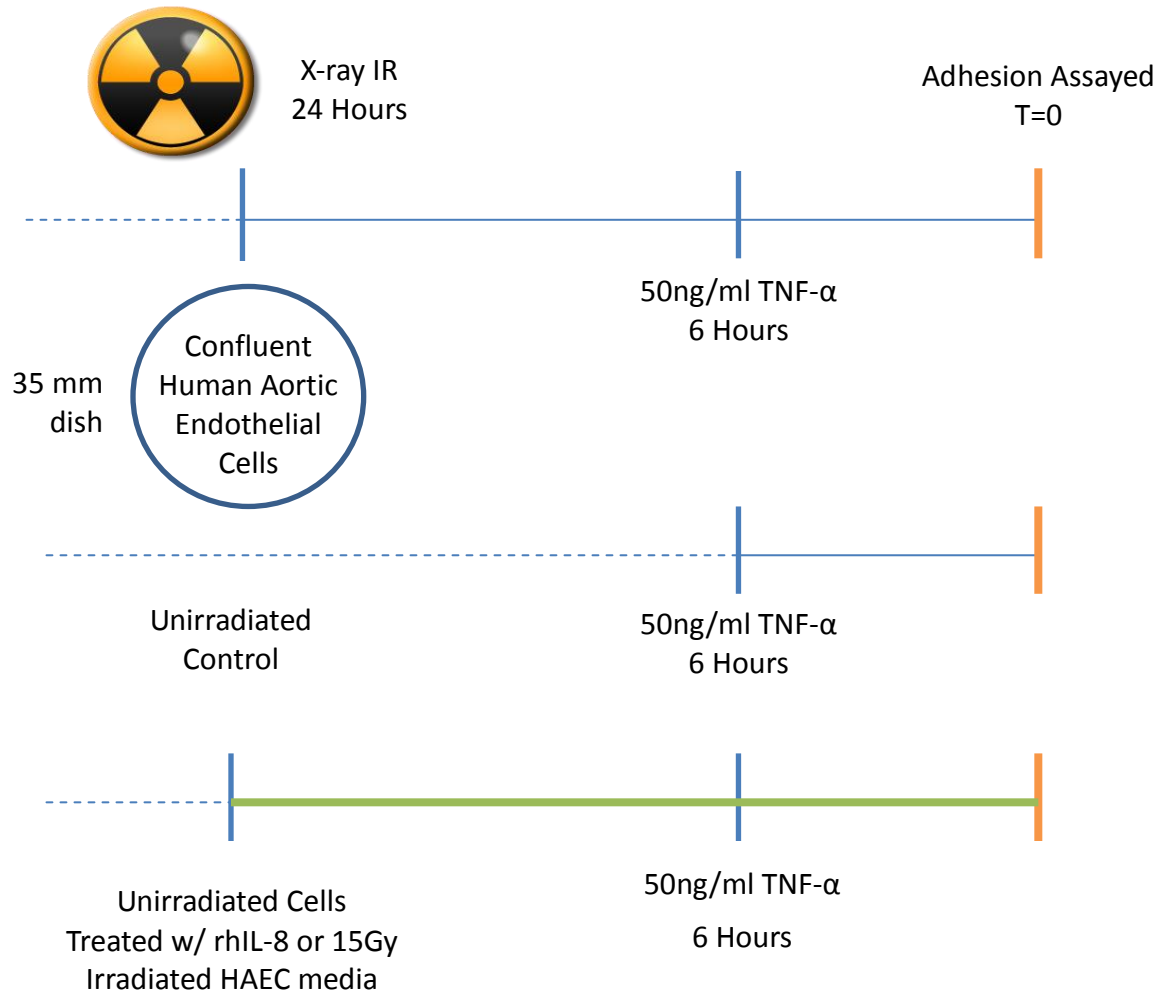 X-ray IR
24 Hours
Adhesion Assayed
T=0
50ng/ml TNF-α
6 Hours
35 mm
dish
Confluent
Human Aortic
Endothelial
Cells
Unirradiated
Control
50ng/ml TNF-α
6 Hours
Unirradiated Cells
Treated w/ rhIL-8 or 15Gy
Irradiated HAEC media
50ng/ml TNF-α
6 Hours